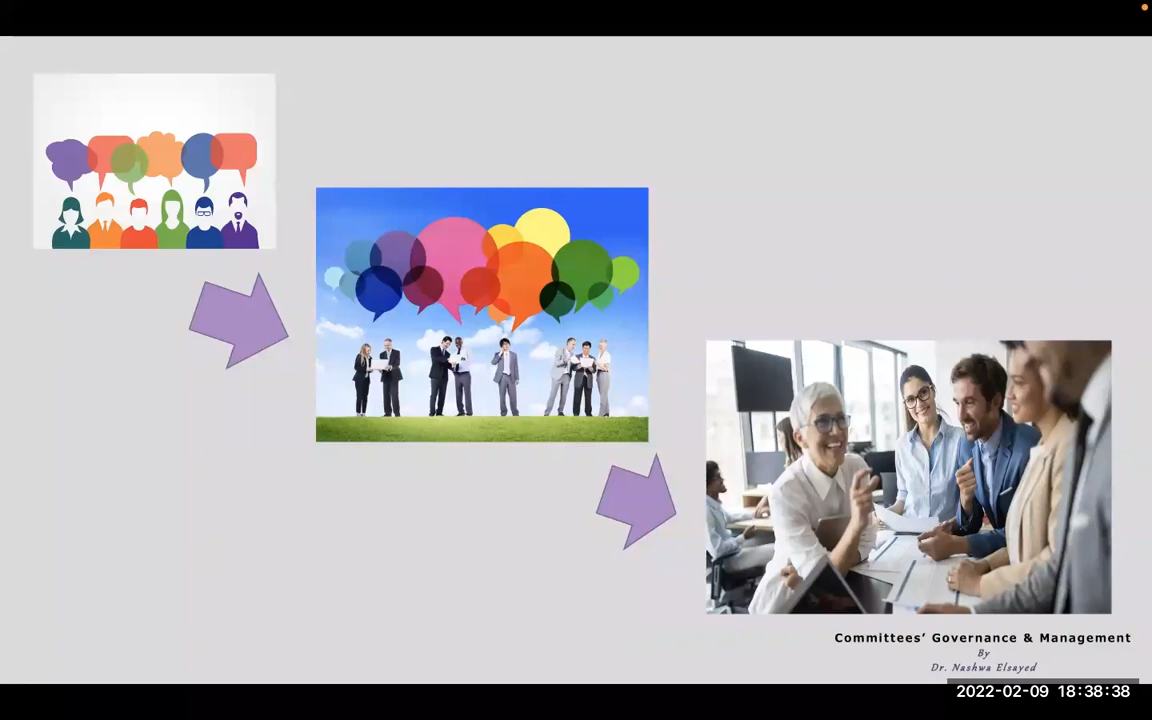 Committees’ Governance & Management
By
Dr. Nashwa Elsayed
2022-02-09 18:38:38